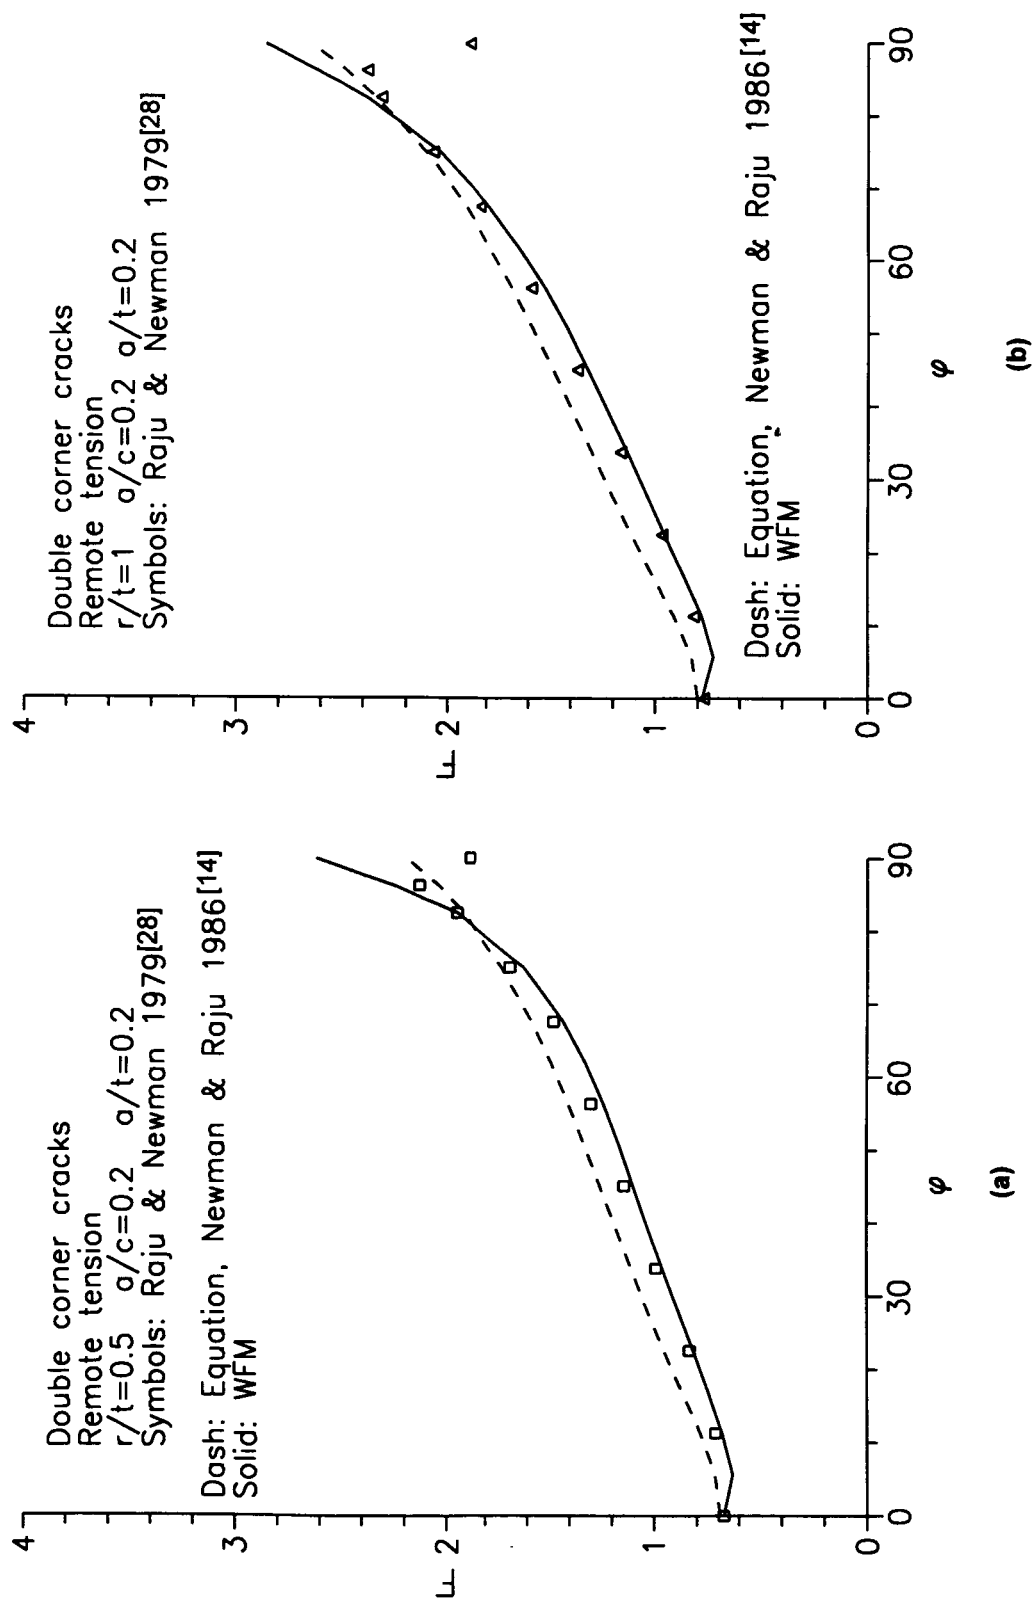 Double corner cracks
Remote tension
r/t=0.5 a/c=0.2 a/t=0.2
Symbols: Raju & Newman 1979[28]
Dash: Equation, Newman & Raju 1986[14]
Solid: WFM
4
3
2
1
0
F
0
30
60
90
φ
(a)
Double corner cracks
Remote tension
r/t=1 a/c=0.2 a/t=0.2
Symbols: Raju & Newman 1979[28]
4
3
2
1
0
F
Dash: Equation, Newman & Raju 1986[14]
Solid: WFM
0
30
60
90
φ
(b)